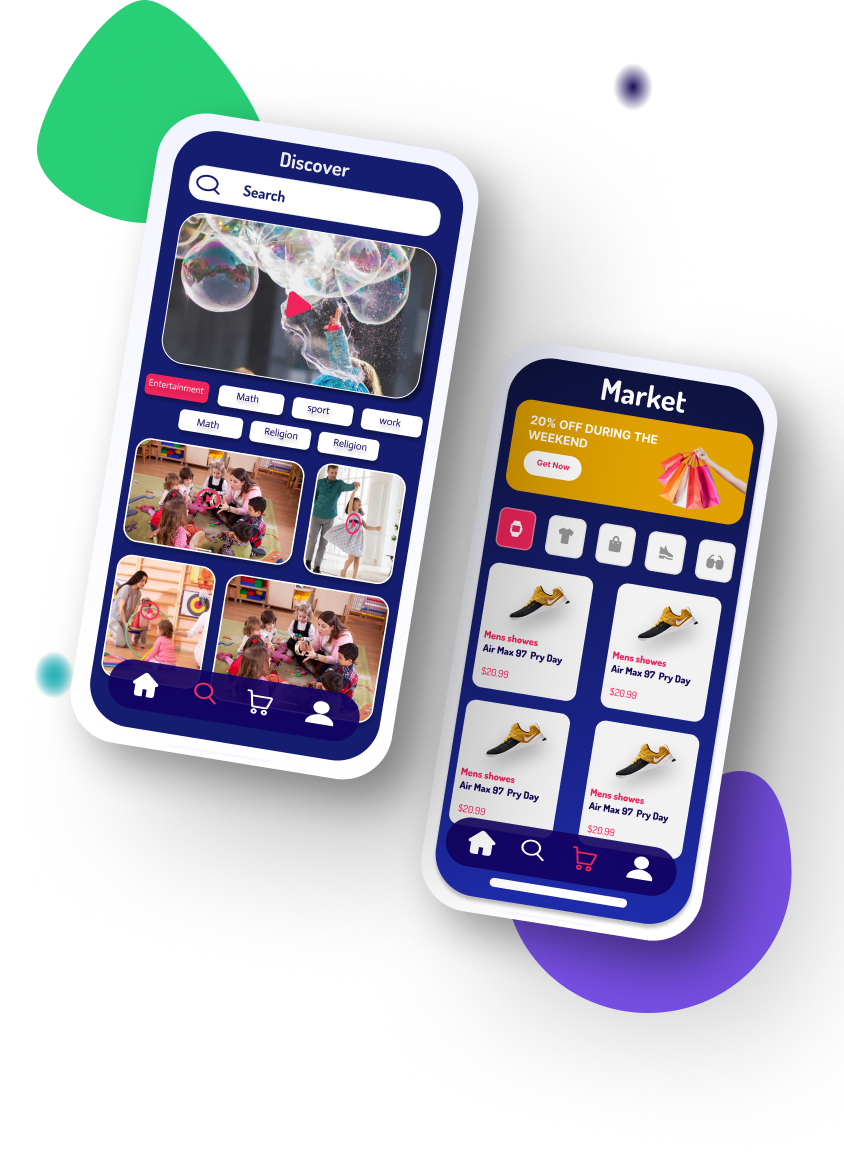 Discover
Search
Entertainment
Math
sport
work
Math
Religion
Religion
Market
20% OFF DURING THE
WEEKEND
Get Now
Mens showes
Air Max 97 Pry Day
$20.99
Mens showes
Air Max 97 Pry Day
$20.99
Mens showes
Air Max 97 Pry Day
$20.99
Mens showes
Air Max 97 Pry Day
$20.99